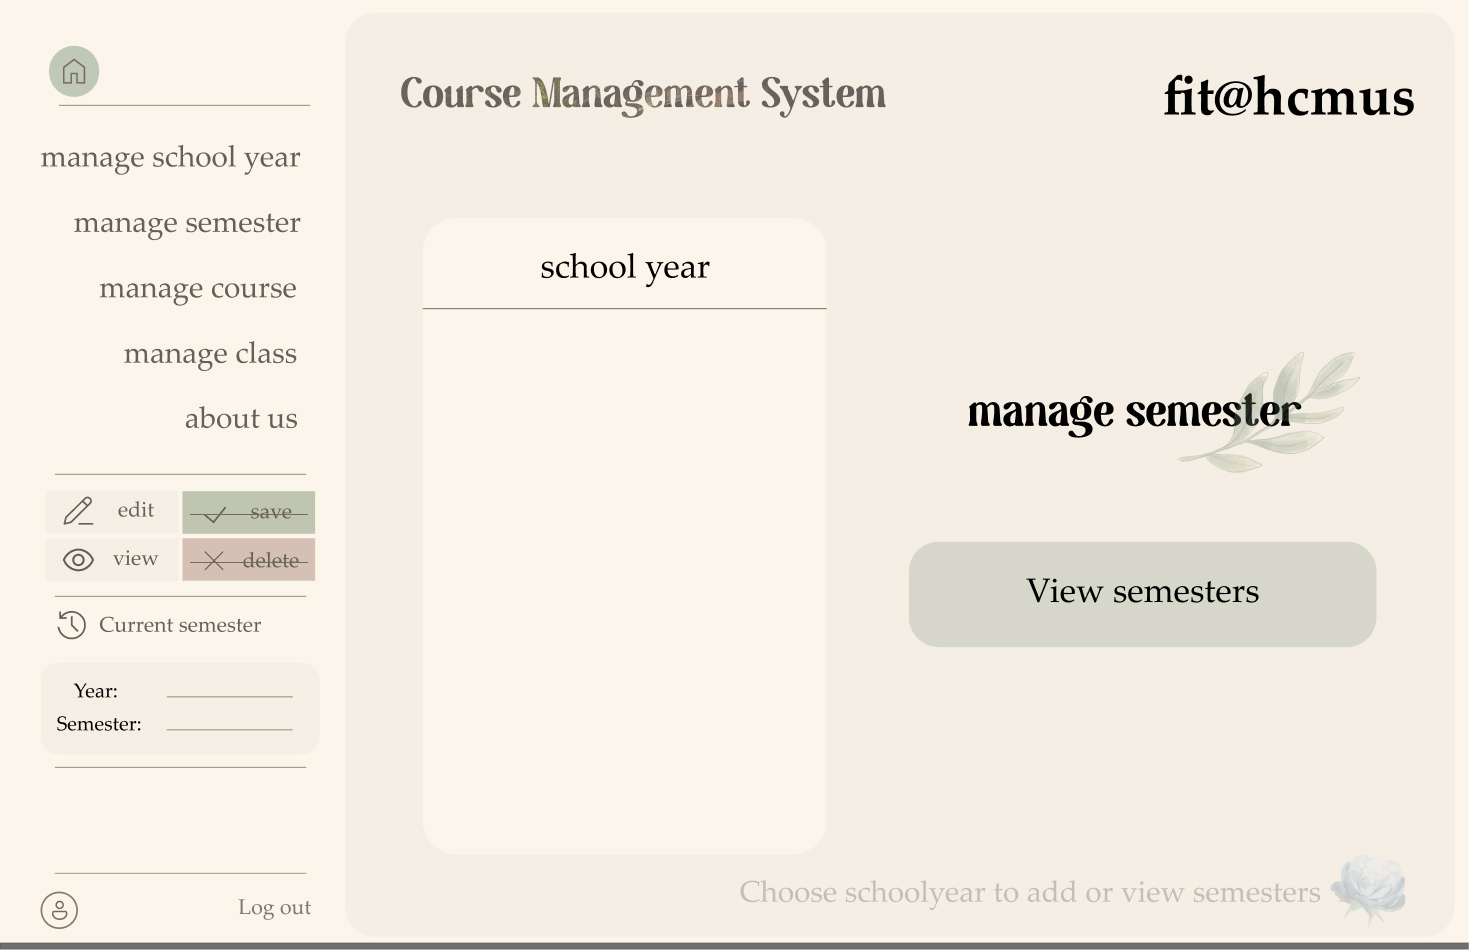 manage school year
manage semester
manage course
manage class
about us
edit
save
view
delete
Current semester
Year:
Semester:
Log out
Course Management System
fit@hcmus
school year
manage semester
View semesters
Choose schoolyear to add or view semesters